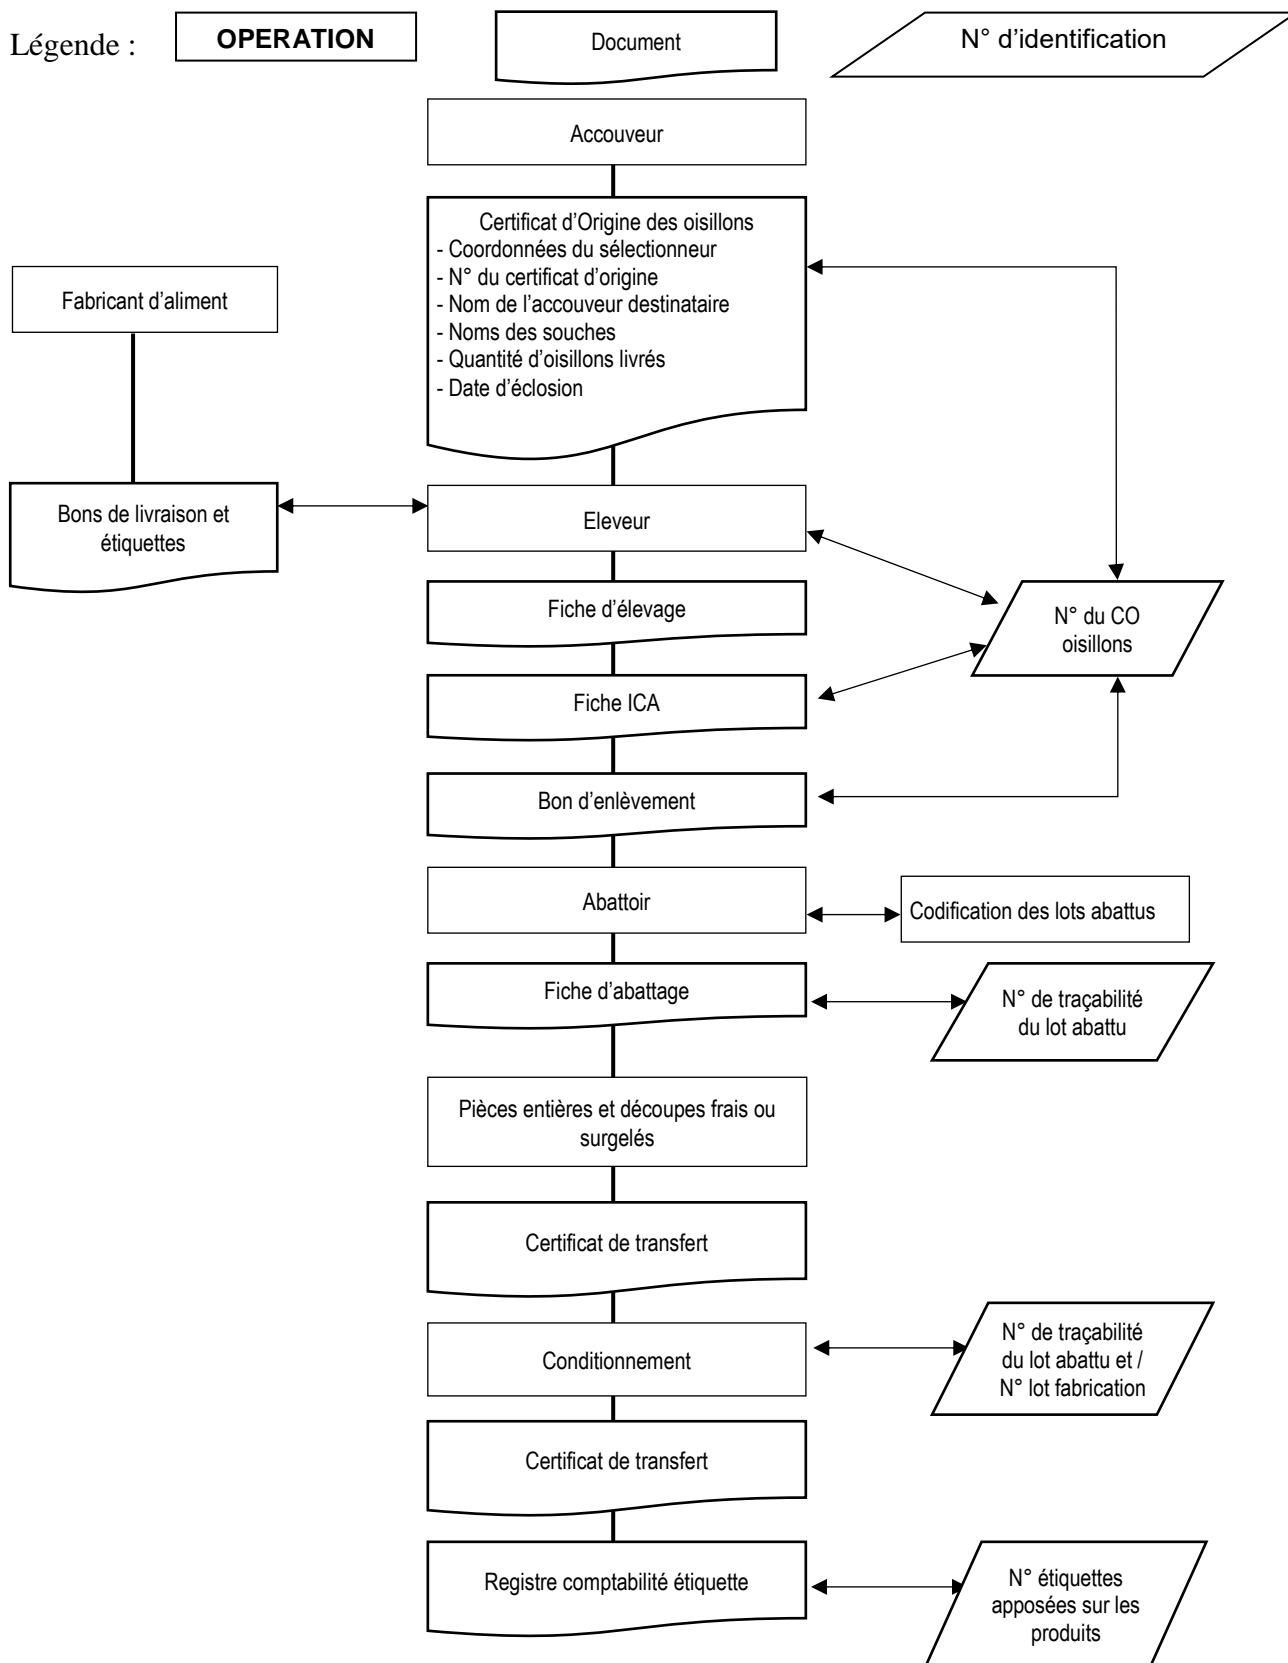 Légende :
OPERATION
Document
N° d’identification
Accouveur
Certificat d’Origine des oisillons
- Coordonnées du sélectionneur
- N° du certificat d’origine
- Nom de l’accouveur destinataire
- Noms des souches
- Quantité d’oisillons livrés
- Date d’éclosion
Fabricant d’aliment
Bons de livraison et
étiquettes
Eleveur
Fiche d’élevage
N° du CO
oisillons
Fiche ICA
Bon d’enlèvement
Abattoir
Codification des lots abattus
Fiche d’abattage
N° de traçabilité
du lot abattu
Pièces entières et découpes frais ou
surgelés
Certificat de transfert
Conditionnement
N° de traçabilité
du lot abattu et /
N° lot fabrication
Certificat de transfert
Registre comptabilité étiquette
N° étiquettes
apposées sur les
produits